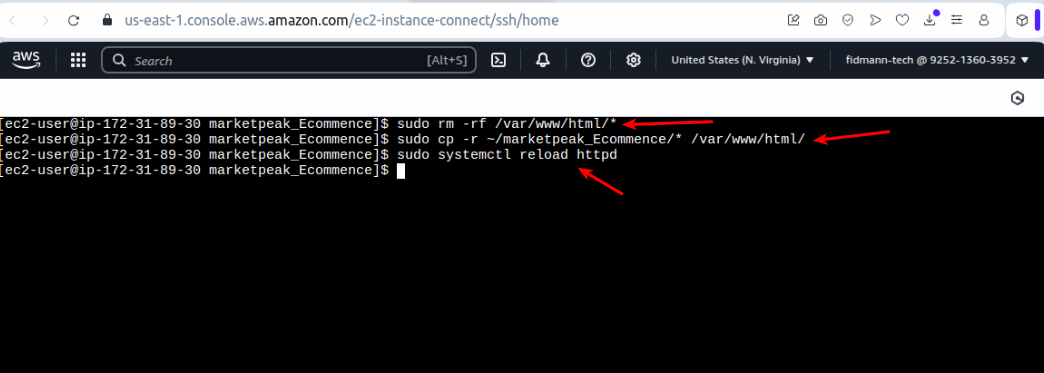 us-east-1.console.aws.amazon.com/ec2-instance-connect/ssh/home
aws Search [Alt+S] United States (N. Virginia) ▼ fidmann-tech @ 9252-1360-3952 ▼
[ec2-user@ip-172-31-89-30 marketpeak_Ecommence]$ sudo rm -rf /var/www/html/*
[ec2-user@ip-172-31-89-30 marketpeak_Ecommence]$ sudo cp -r ~/marketpeak_Ecommence/* /var/www/html/
[ec2-user@ip-172-31-89-30 marketpeak_Ecommence]$ sudo systemctl reload httpd
[ec2-user@ip-172-31-89-30 marketpeak_Ecommence]$